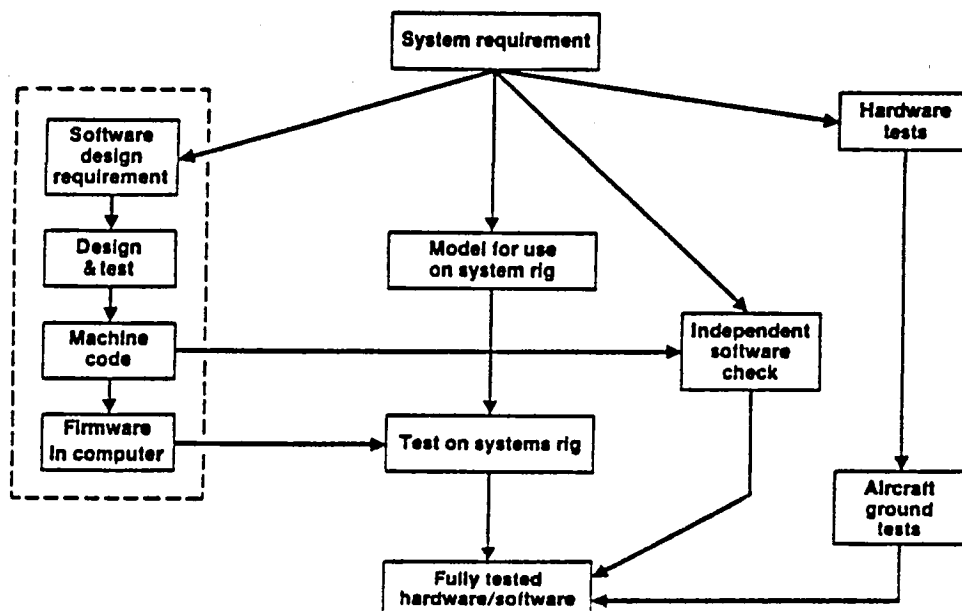 System requirement
Hardware
tests
Software
design
requirement
Design
& test
Model for use
on system rig
Machine
code
Independent
software
check
Firmware
In computer
Test on systems rig
Aircraft
ground
tests
Fully tested
hardware/software